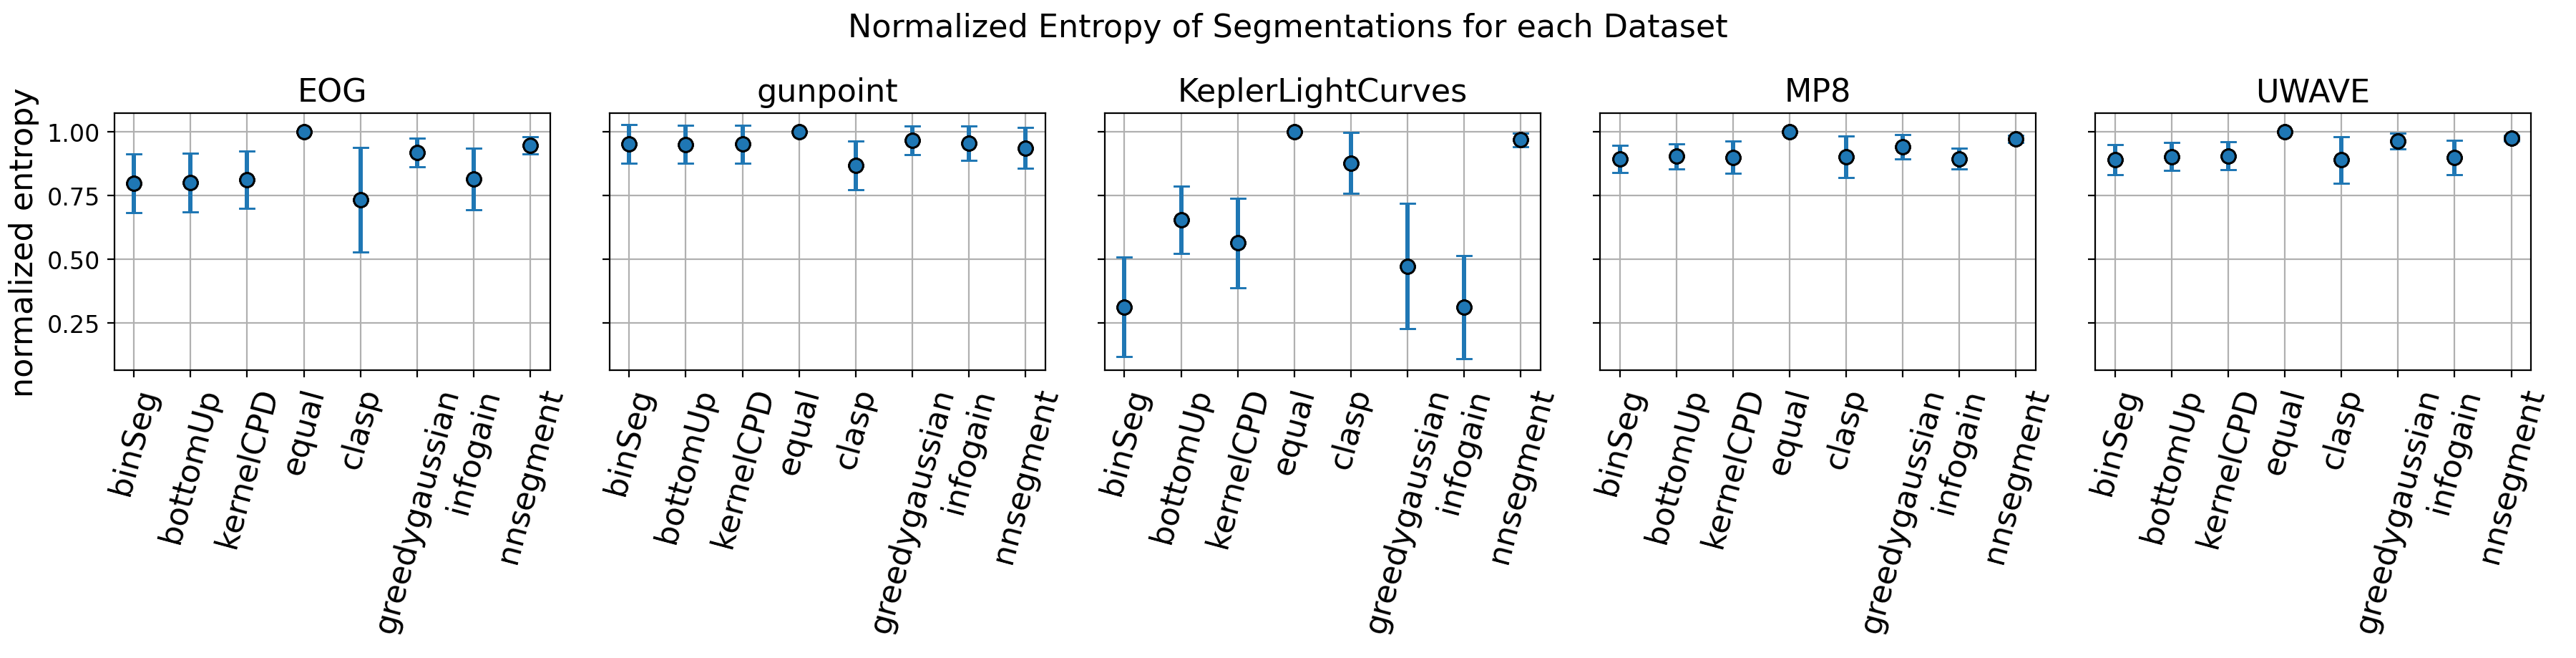 Normalized Entropy of Segmentations for each Dataset
EOG
gunpoint
KeplerLightCurves
MP8
UWAVE
normalized entropy
1.00
0.75
0.50
0.25
binSeg
bottomUp
kernelCPD
equal
clasp
greedygaussian
infogain
nnsegment
binSeg
bottomUp
kernelCPD
equal
clasp
greedygaussian
infogain
nnsegment
binSeg
bottomUp
kernelCPD
equal
clasp
greedygaussian
infogain
nnsegment
binSeg
bottomUp
kernelCPD
equal
clasp
greedygaussian
infogain
nnsegment
binSeg
bottomUp
kernelCPD
equal
clasp
greedygaussian
infogain
nnsegment